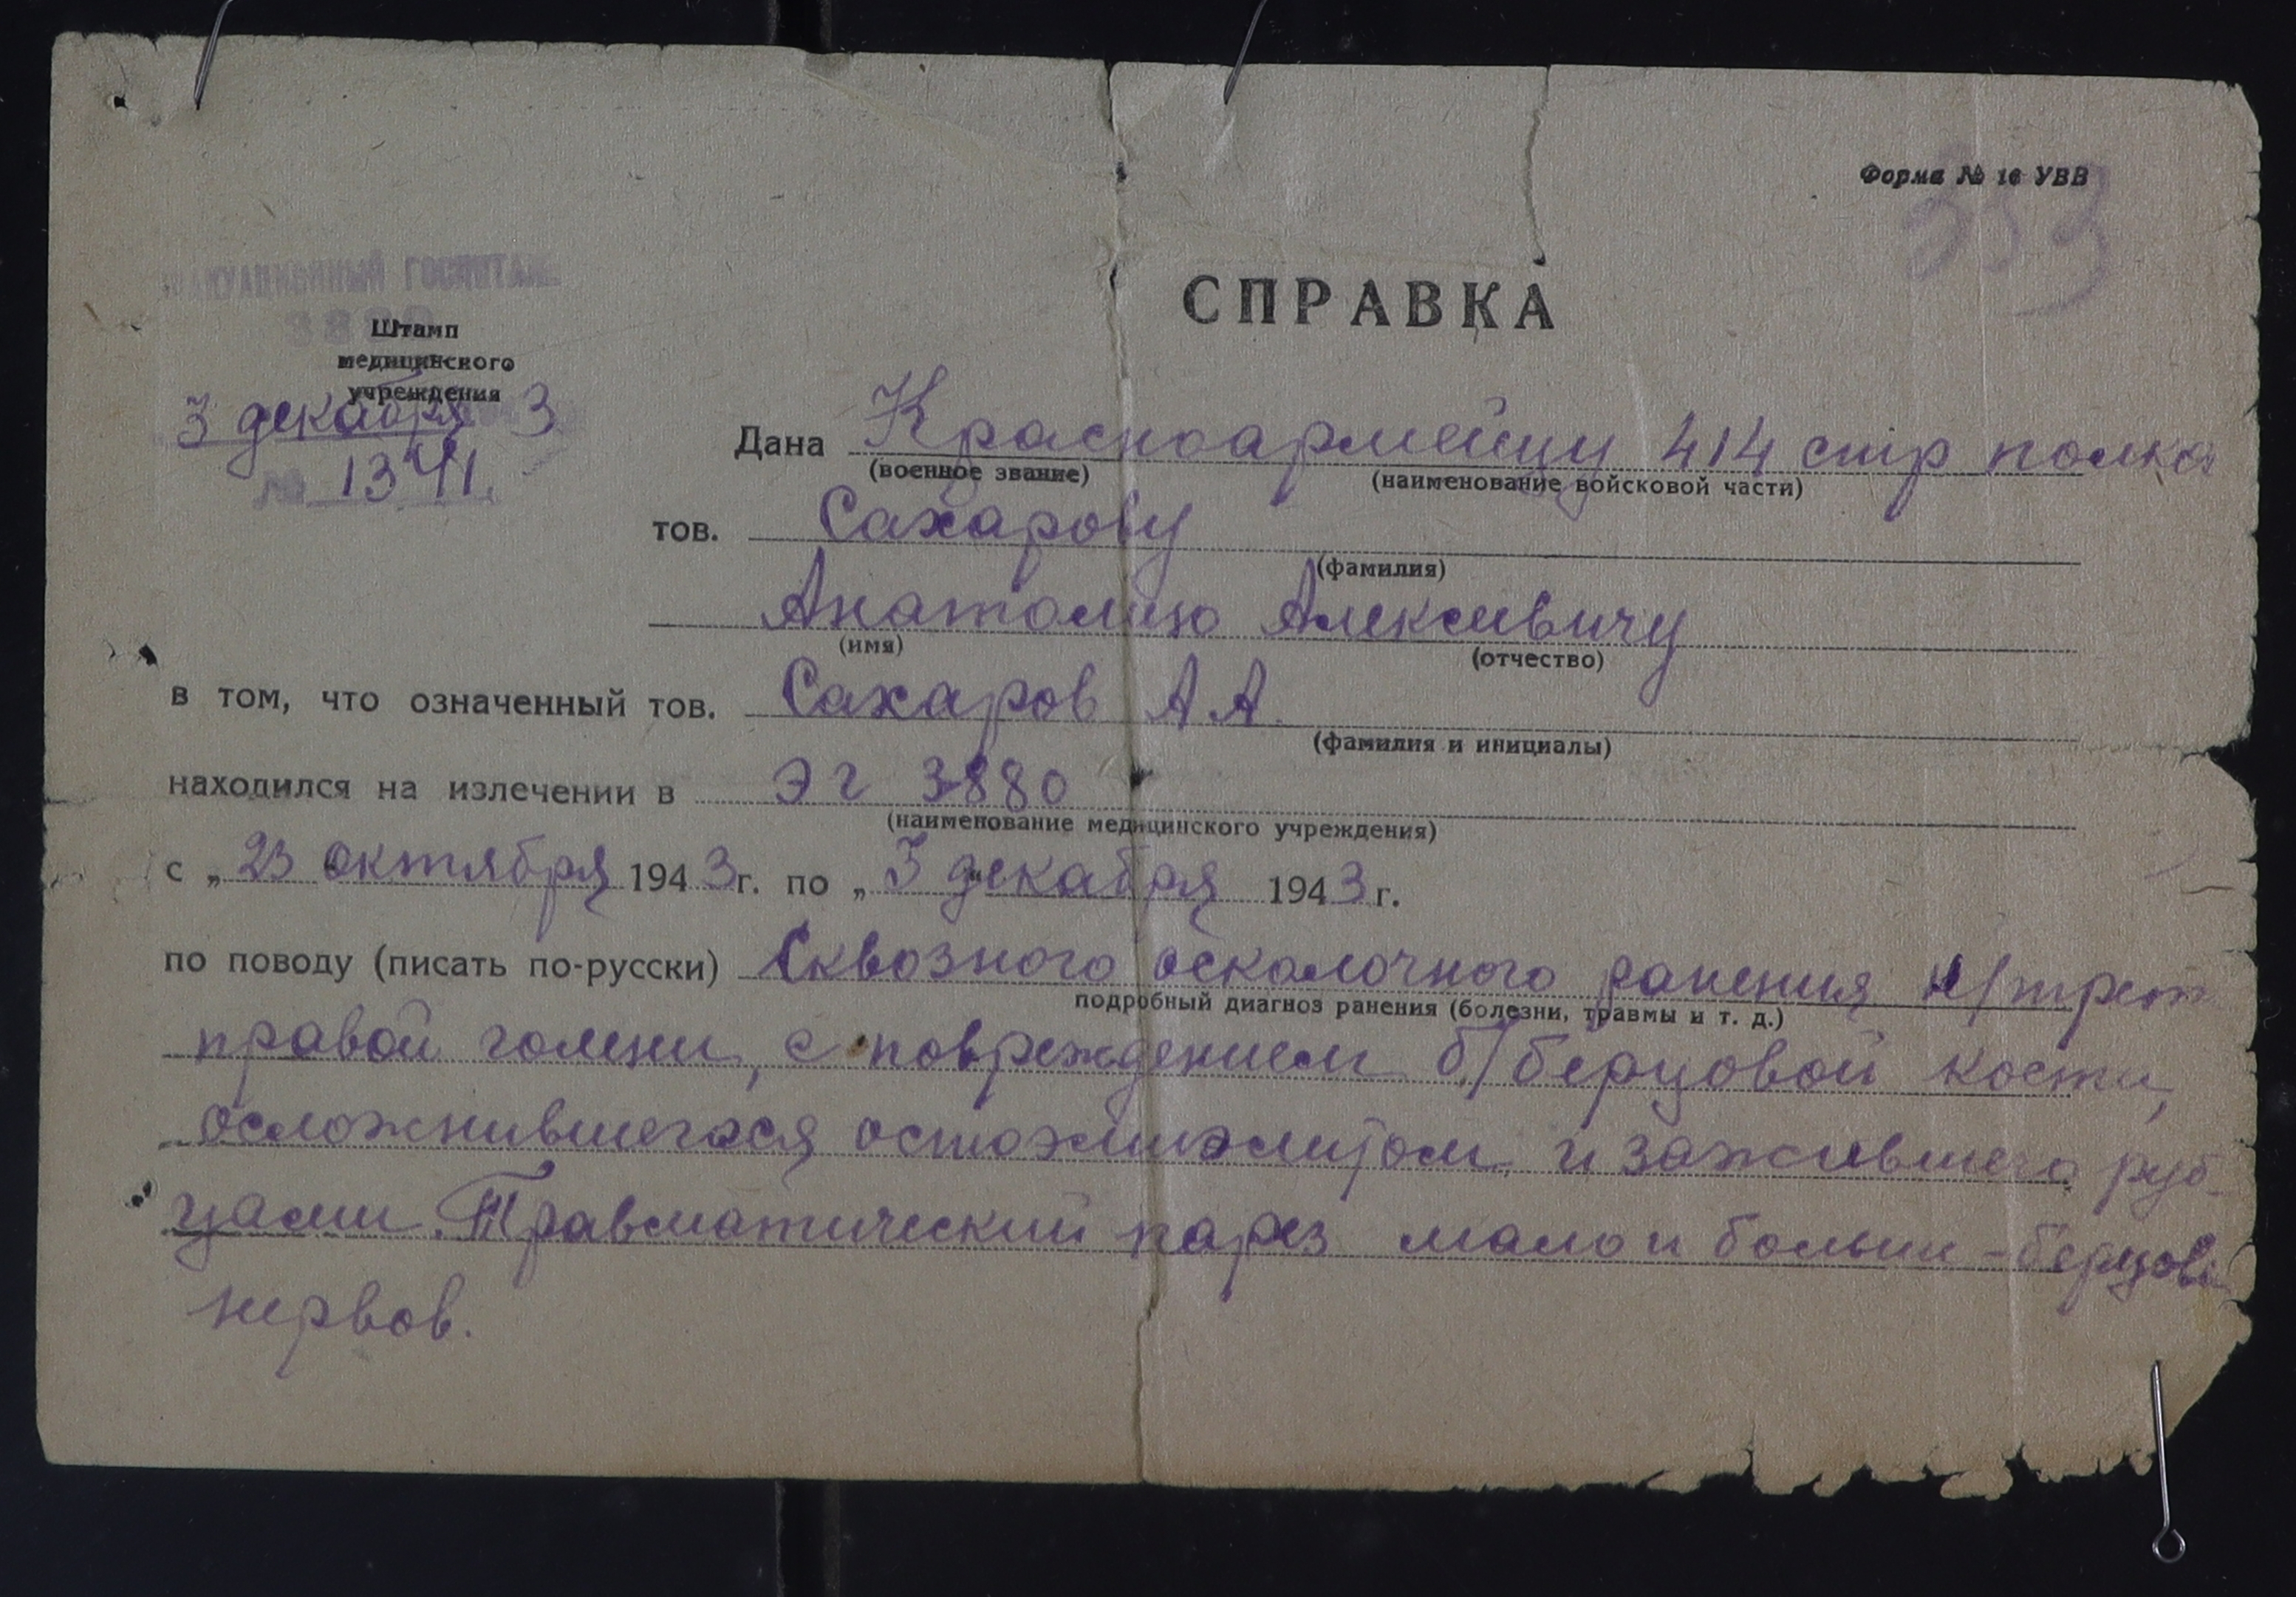 Форма № 16 УВВ
353
ЭВАКУАЦИОННЫЙ ГОСПИТАЛЬ
3880
Штамп
медицинского
учреждения
3 декабря 3
№ 1341.
СПРАВКА
Дана Красноармейцу 414 стр полка
(военное звание) (наименование войсковой части)
тов. Сахарову
(фамилия)
Анатолию Алексеевичу
(имя) (отчество)
в том, что означенный тов. Сахаров А.А.
(фамилия и инициалы)
находился на излечении в ЭГ 3880
(наименование медицинского учреждения)
с „23 октября 1943г. по „3 декабря 1943г.
по поводу (писать по-русски) Сквозного осколочного ранения н/трет
подробный диагноз ранения (болезни, травмы и т. д.)
правой голени, с повреждением б/берцовой кости,
осложнившегося остоэмиэлитом и зажившего руб-
цами. Травматический парез мало и больше-берцов
нервов.